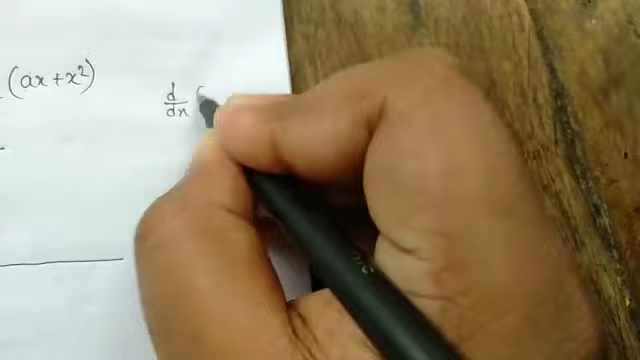 (ax+x²)
d/dx (